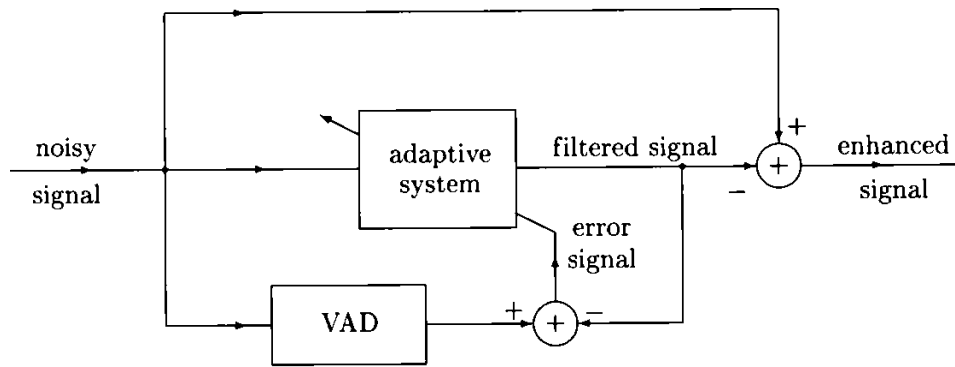 noisy
signal
adaptive
system
filtered signal
+
+
−
enhanced
signal
error
signal
VAD
+
+
−